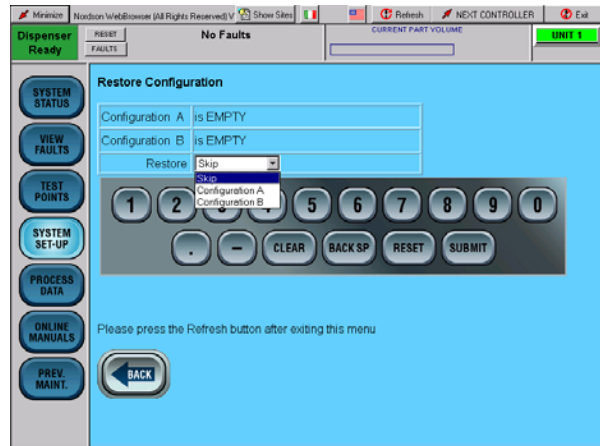 Minimize Nordson WebBrowser (All Rights Reserved) V Show Sites Refresh NEXT CONTROLLER Exit
Dispenser Ready RESET FAULTS No Faults CURRENT PART VOLUME UNIT 1
Restore Configuration
SYSTEM STATUS
Configuration A is EMPTY
VIEW FAULTS
Configuration B is EMPTY
Restore Skip
Skip
Configuration A
Configuration B
TEST POINTS
1 2 5 6 7 8 9 0
SYSTEM SET-UP
. - CLEAR BACK SP RESET SUBMIT
PROCESS DATA
ONLINE MANUALS
Please press the Refresh button after exiting this menu
PREV. MAINT.
BACK